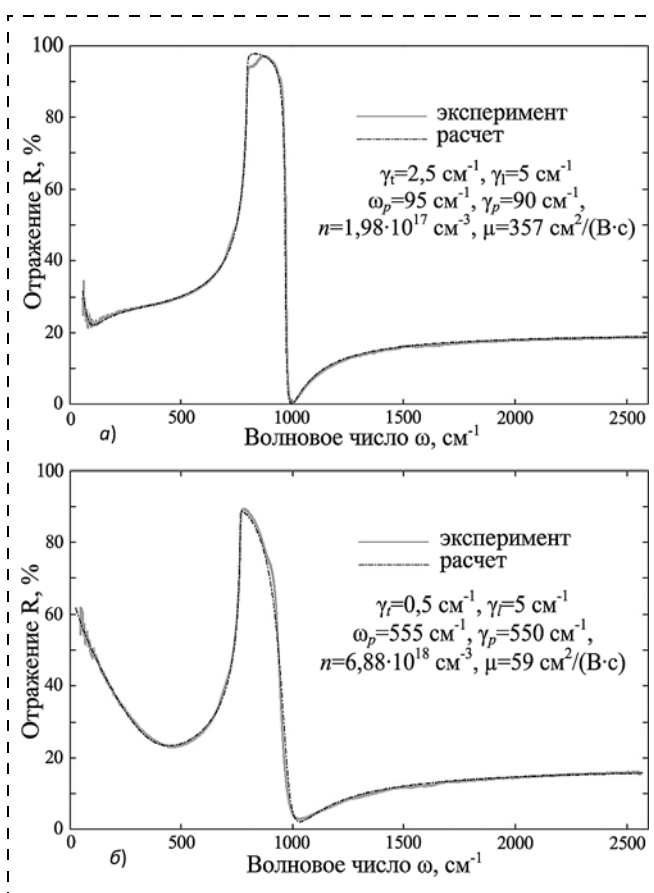 100
80
60
40
20
0
Отражение R, %
эксперимент
расчет
γt=2,5 см-1, γl=5 см-1
ωp=95 см-1, γp=90 см-1,
n=1,98·10^17 см-3, μ=357 см2/(В·с)
0 500 1000 1500 2000 2500
а)
Волновое число ω, см-1
100
80
60
40
20
0
Отражение R, %
эксперимент
расчет
γt=0,5 см-1, γl=5 см-1
ωp=555 см-1, γp=550 см-1,
n=6,88·10^18 см-3, μ=59 см2/(В·с)
0 500 1000 1500 2000 2500
б)
Волновое число ω, см-1